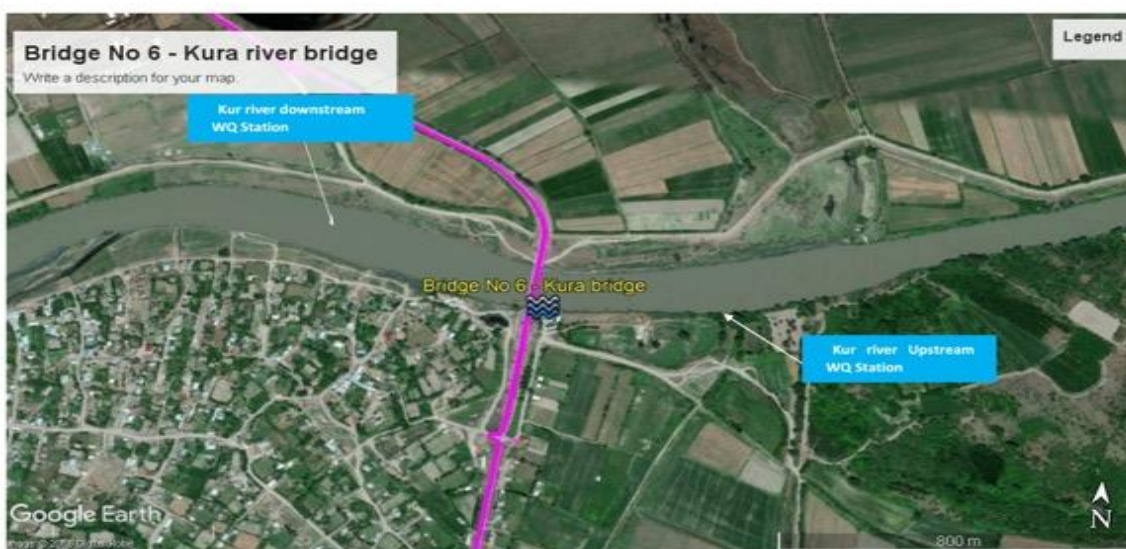 Bridge No 6 - Kura river bridge
Write a description for your map.
Legend
Kur river downstream
WQ Station
Bridge No 6 - Kura bridge
Kur river Upstream
WQ Station
Google Earth
800 m
N